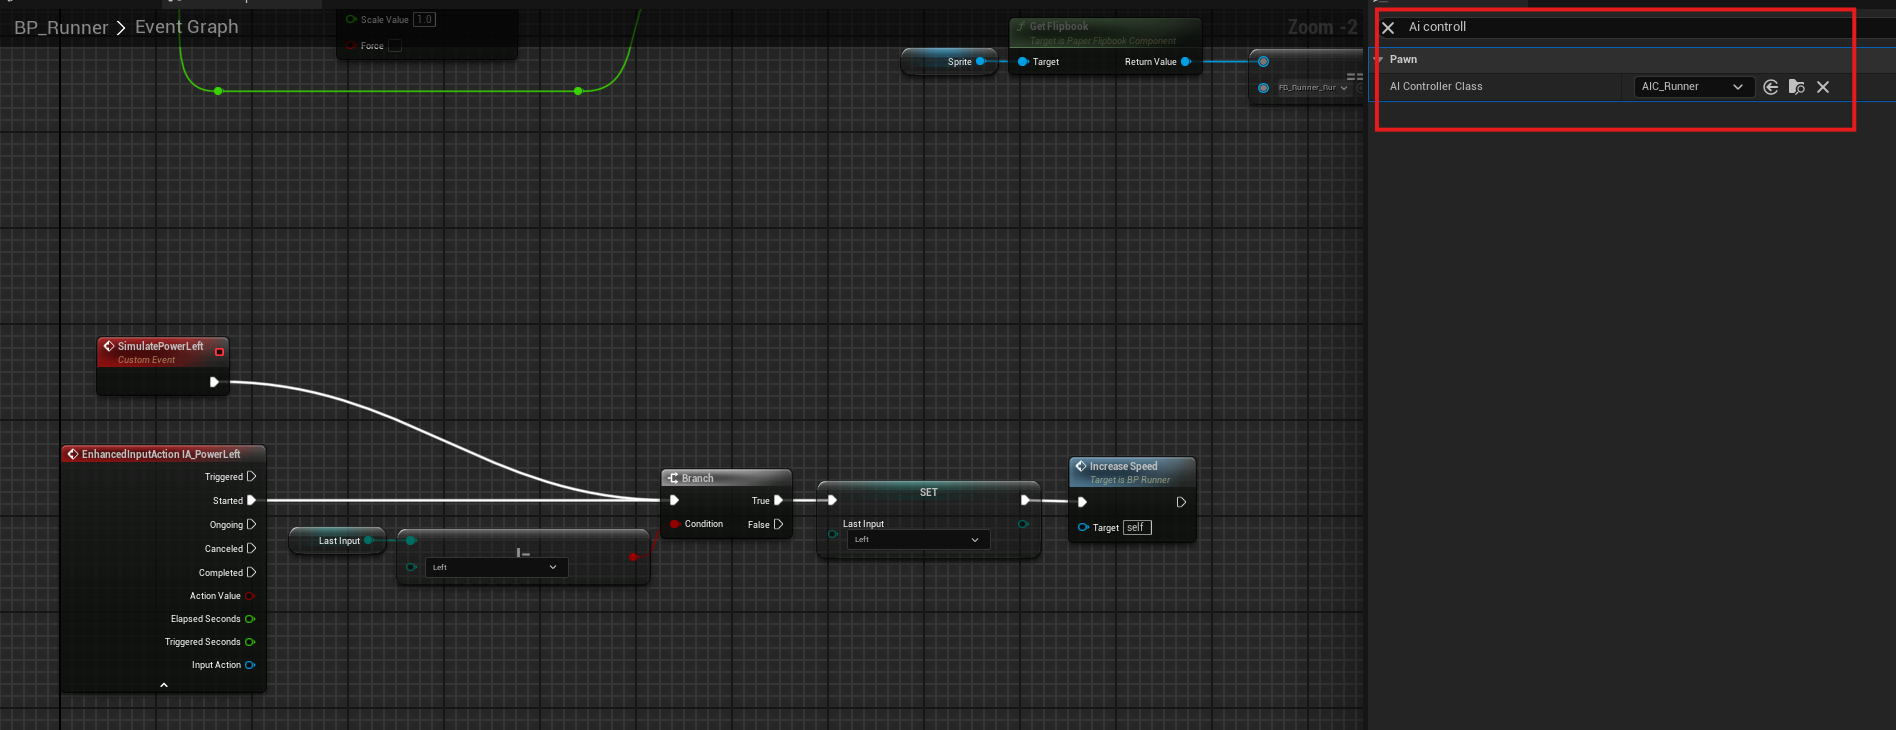 BP_Runner > Event Graph
Scale Value 1.0
Force
Zoom -2
GetFlipbook
Target is Paper Flipbook Component
Sprite
Target
Return Value
==
Ai controll
Pawn
AI Controller Class
AIC_Runner
SimulatePowerLeft
Custom Event
EnhancedInputAction IA_PowerLeft
Triggered
Started
Ongoing
Canceled
Completed
Action Value
Elapsed Seconds
Triggered Seconds
Input Action
Last Input
Left
Branch
True
Condition
False
SET
Last Input
Left
Increase Speed
Target is BP Runner
Target self